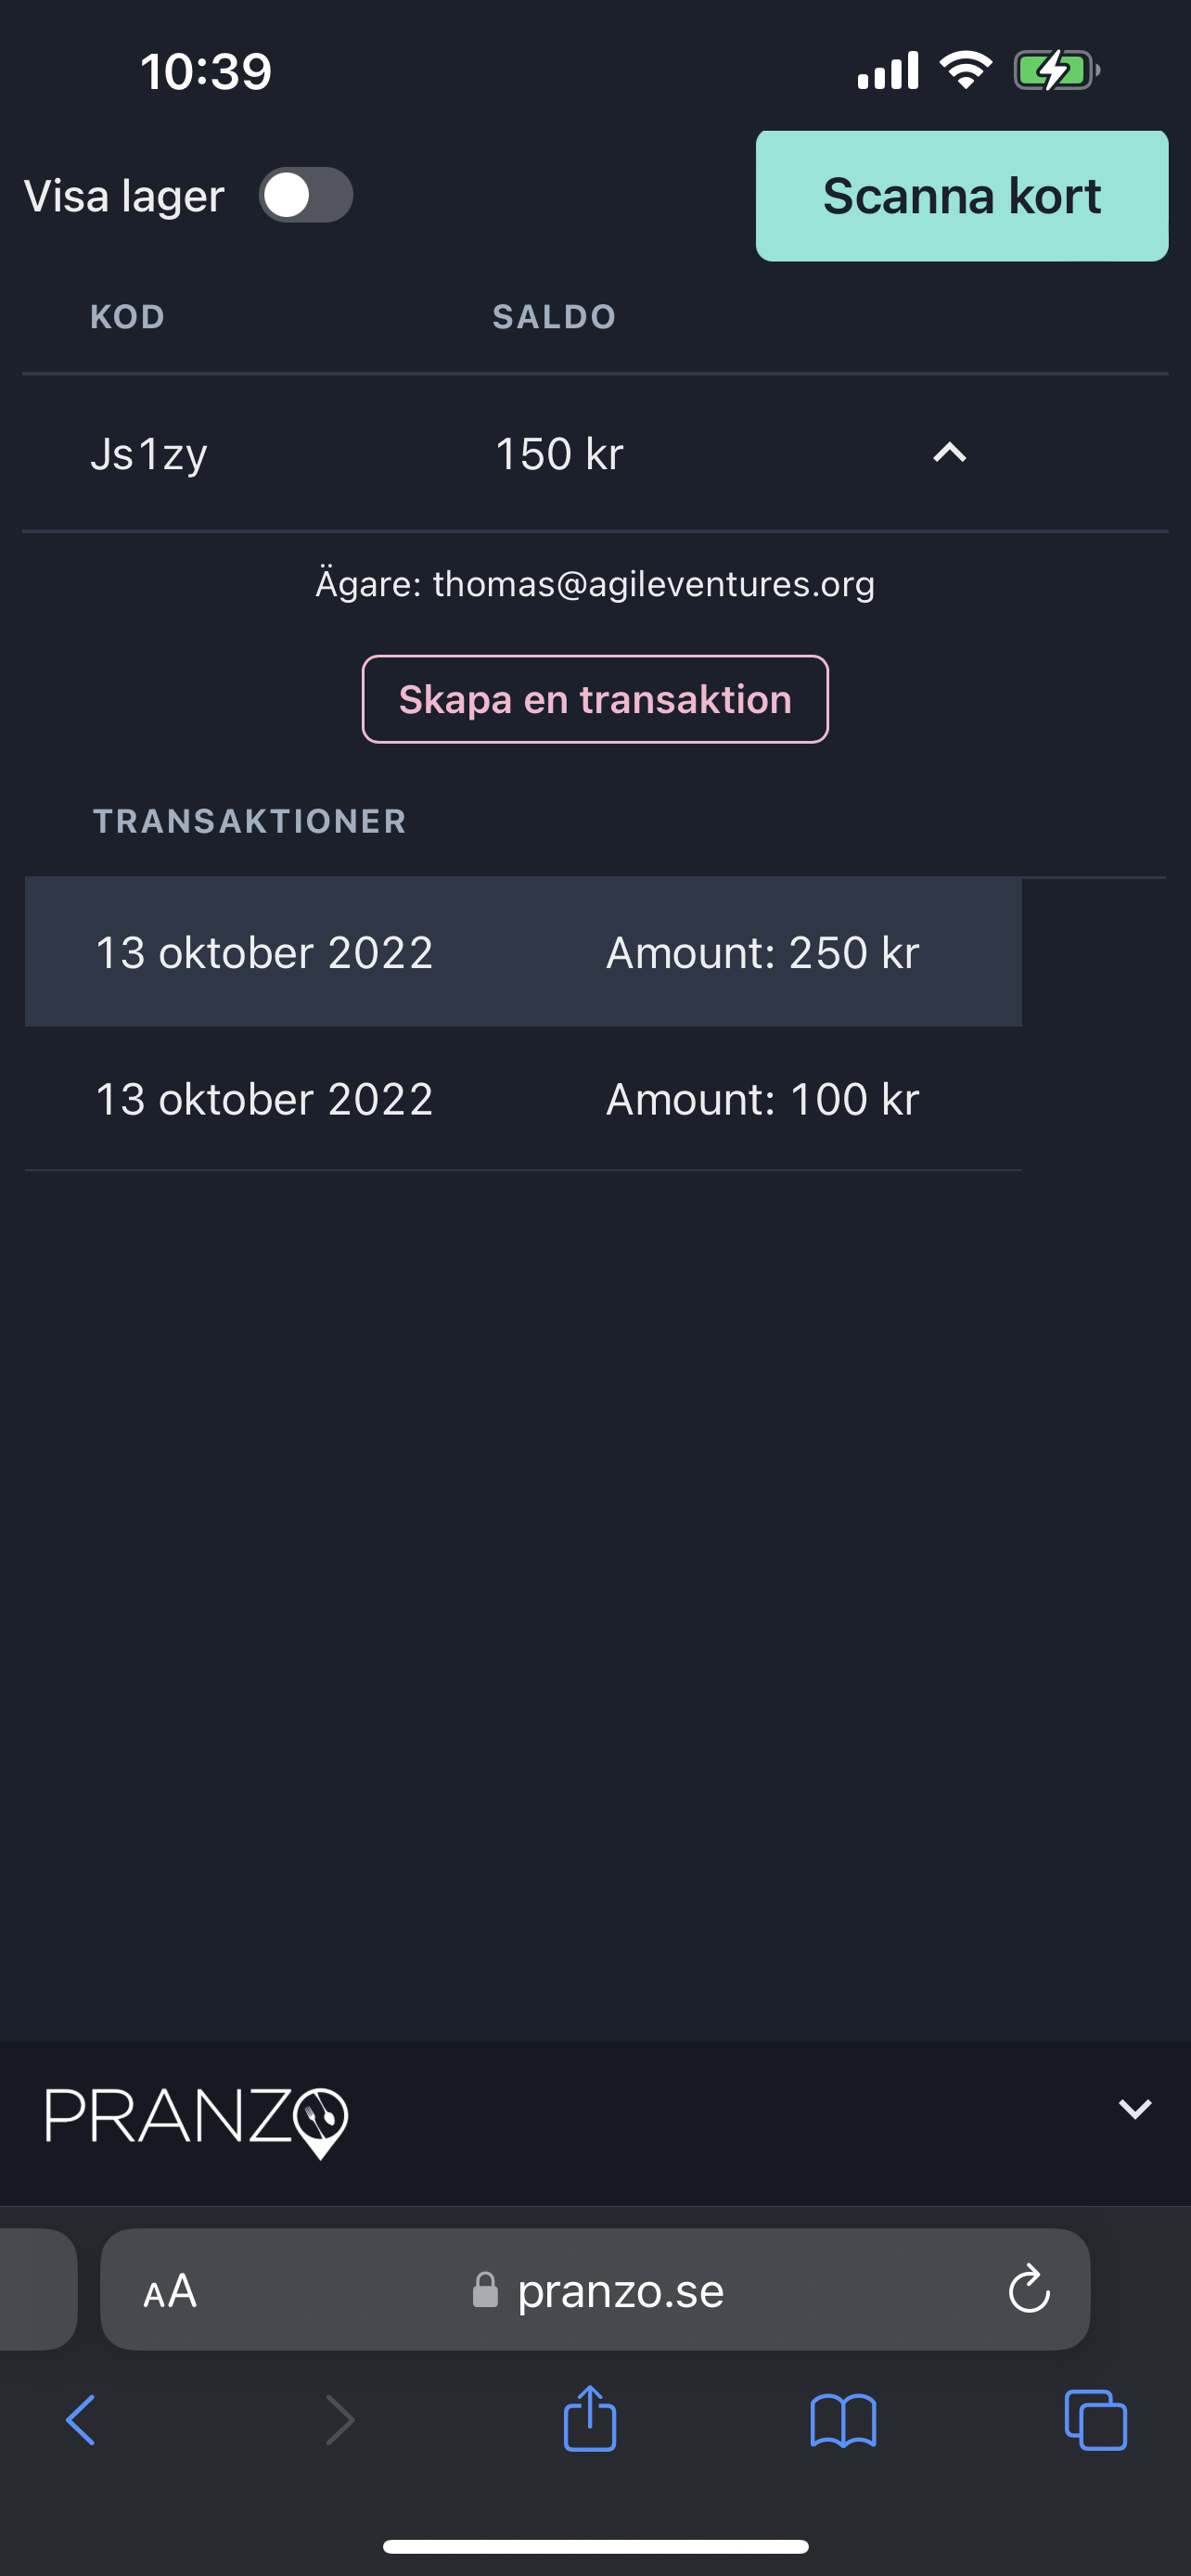 10:39
Visa lager
Scanna kort
KOD SALDO
Js1zy 150 kr
Ägare: thomas@agileventures.org
Skapa en transaktion
TRANSAKTIONER
13 oktober 2022 Amount: 250 kr
13 oktober 2022 Amount: 100 kr
PRANZO
AA pranzo.se